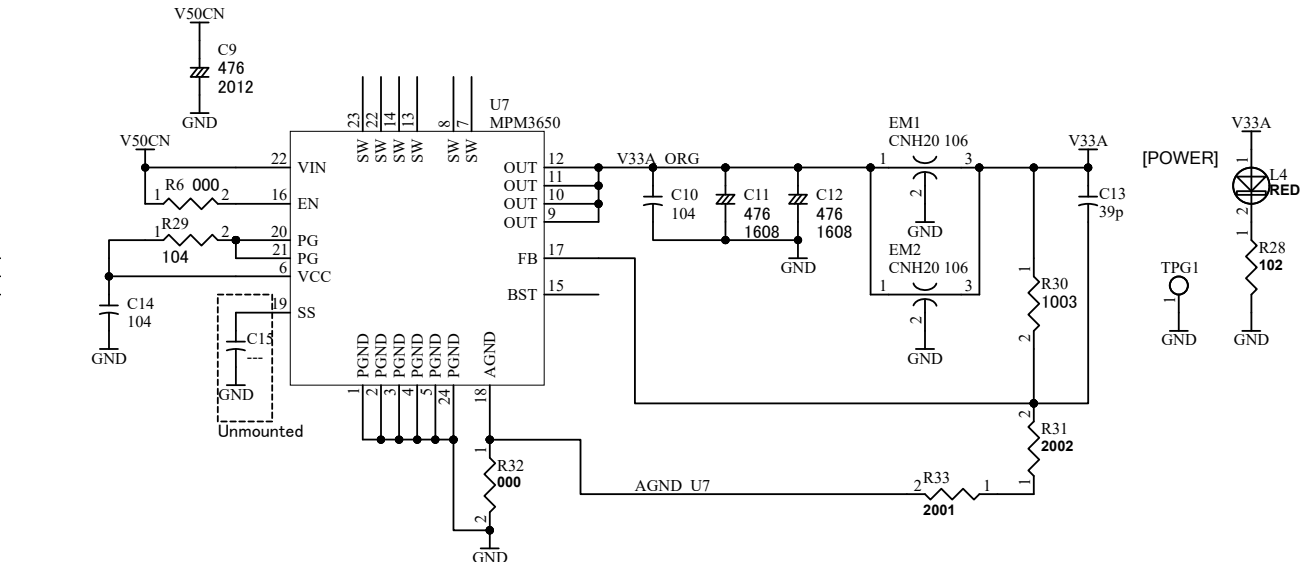 V50CN
C9
476
2012
GND
V50CN
23
22
14
13
8
7
SW
SW
SW
SW
SW
SW
U7
MPM3650
22
VIN
R6 000
1
2
16
EN
R29
1
2
104
20
PG
21
PG
6
VCC
C14
104
GND
19
SS
C15
---
GND
Unmounted
PGND
PGND
PGND
PGND
PGND
PGND
AGND
1
2
3
4
5
24
18
OUT
12
OUT
11
OUT
10
OUT
9
FB
17
BST
15
V33A_ORG
C10
104
C11
476
1608
C12
476
1608
GND
EM1
CNH20 106
1
3
2
GND
EM2
CNH20 106
1
3
2
GND
V33A
C13
39p
1
R30
1003
2
2
R31
2002
1
R33
2
1
2001
AGND_U7
1
R32
000
2
GND
[POWER]
V33A
1
L4
RED
2
1
R28
102
GND
TPG1
1
GND